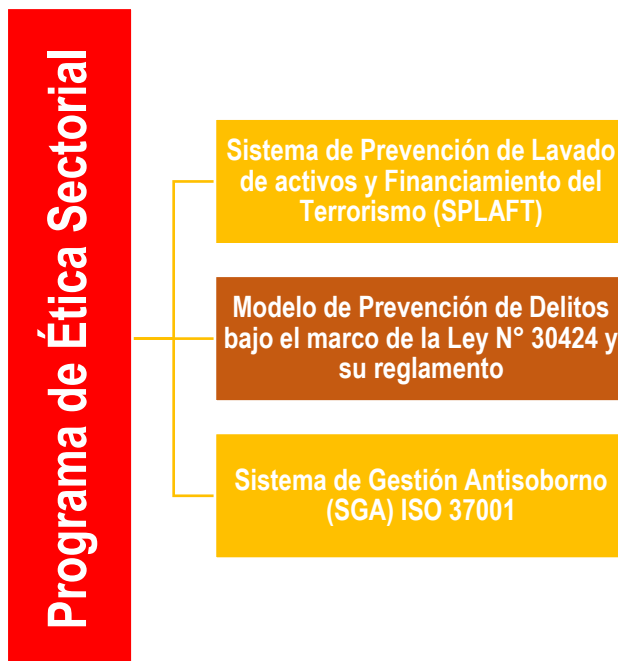 Programa de Ética Sectorial
Sistema de Prevención de Lavado
de activos y Financiamiento del
Terrorismo (SPLAFT)
Modelo de Prevención de Delitos
bajo el marco de la Ley N° 30424 y
su reglamento
Sistema de Gestión Antisoborno
(SGA) ISO 37001